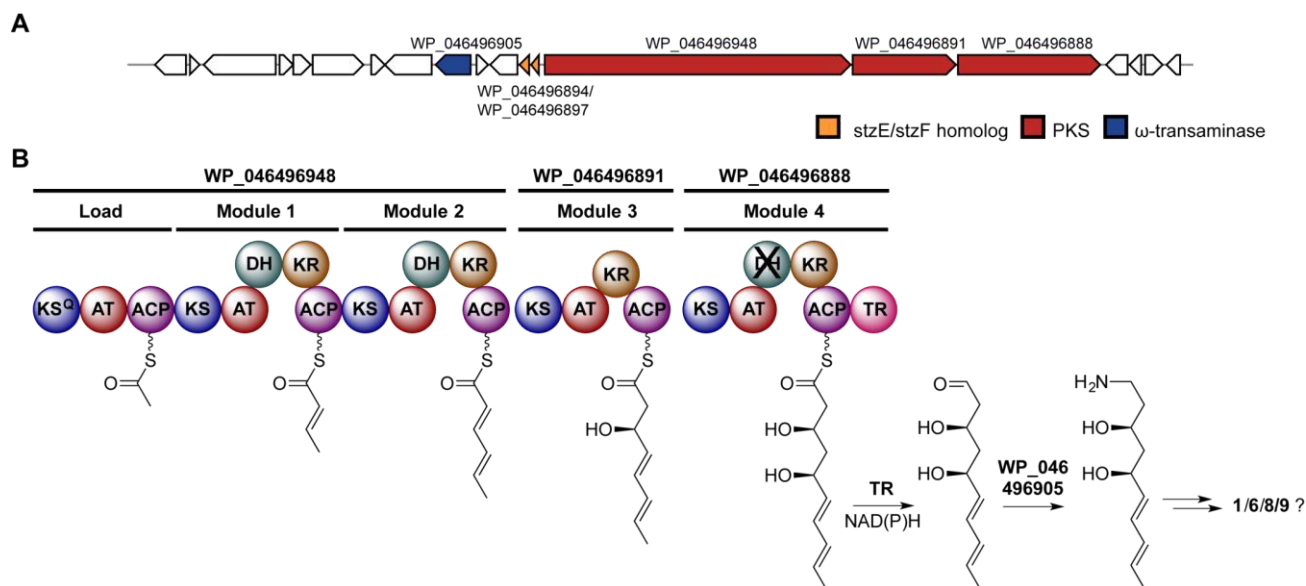 A
WP_046496905
WP_046496948
WP_046496891
WP_046496888
WP_046496894/
WP_046496897
stzE/stzF homolog
PKS
ω-transaminase
B
WP_046496948
WP_046496891
WP_046496888
Load
Module 1
Module 2
Module 3
Module 4
DH
KR
DH
KR
KR
DH
KR
KSQ
AT
ACP
KS
AT
ACP
KS
AT
ACP
KS
AT
ACP
KS
AT
ACP
TR
S
S
S
S
S
O
O
O
O
O
H2N
HO
HO
HO
HO
HO
HO
HO
TR
NAD(P)H
WP_046
496905
1/6/8/9 ?